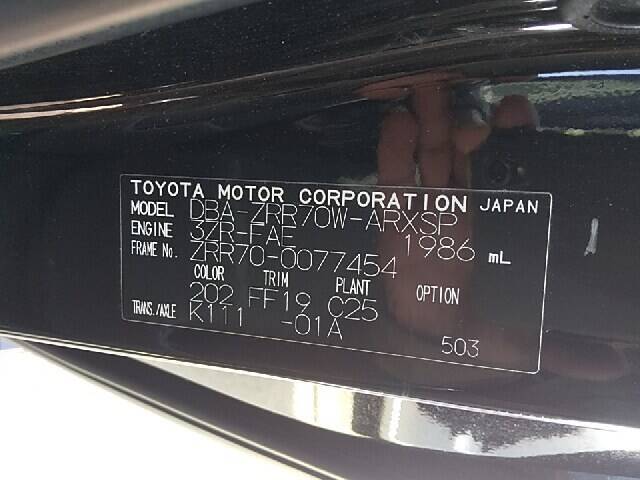 TOYOTA MOTOR CORPORATION JAPAN
MODEL DBA-ZRR70W-ARXSP
ENGINE 3ZR-FAE 1986 mL
FRAME No. ZRR70-0077454
COLOR TRIM PLANT OPTION
202 FF19 C25
TRANS./AXLE K111 -01A
503